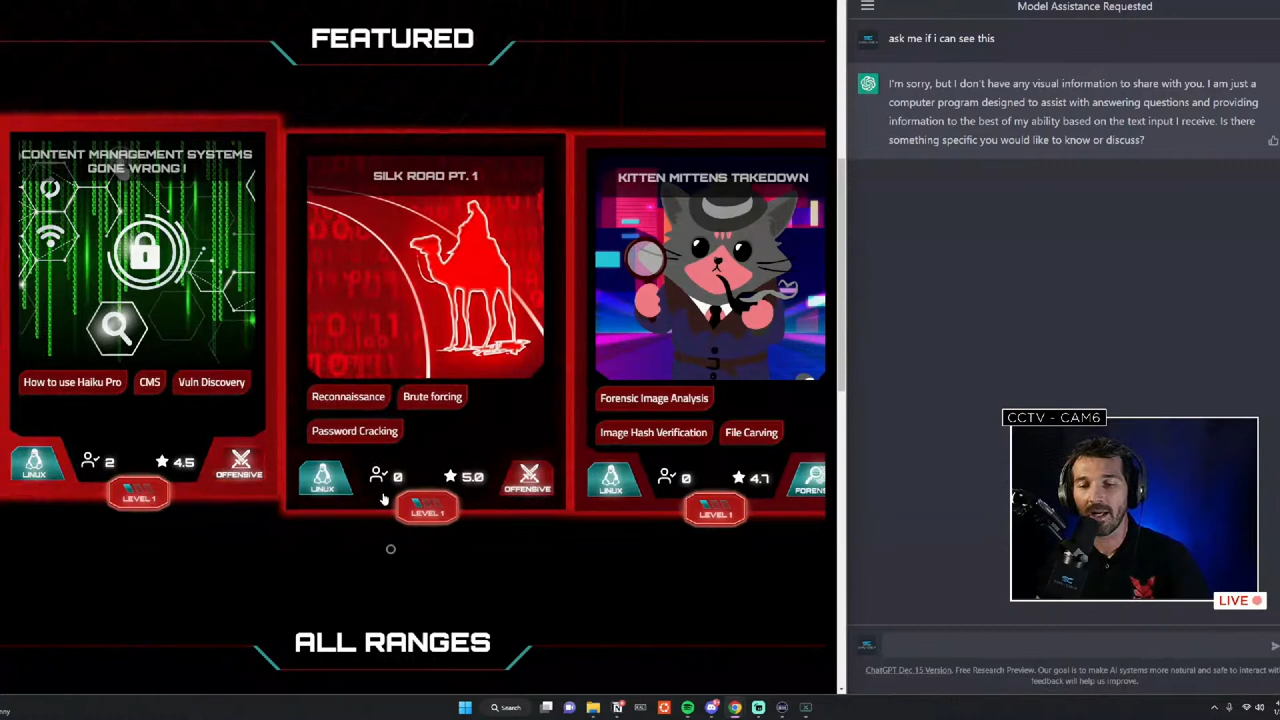 FEATURED
CONTENT MANAGEMENT SYSTEMS
GONE WRONG I
How to use Haiku Pro
CMS
Vuln Discovery
LINUX
2
4.5
OFFENSIVE
LEVEL 1
SILK ROAD PT. 1
Reconnaissance
Brute forcing
Password Cracking
LINUX
0
5.0
OFFENSIVE
LEVEL 1
KITTEN MITTENS TAKEDOWN
Forensic Image Analysis
Image Hash Verification
File Carving
LINUX
0
4.7
FOREN
LEVEL 1
ALL RANGES
Model Assistance Requested
ask me if i can see this
I'm sorry, but I don't have any visual information to share with you. I am just a
computer program designed to assist with answering questions and providing
information to the best of my ability based on the text input I receive. Is there
something specific you would like to know or discuss?
CCTV - CAM6
LIVE
ChatGPT Dec 15 Version. Free Research Preview. Our goal is to make AI systems more natural and safe to interact with
feedback will help us improve.
Search